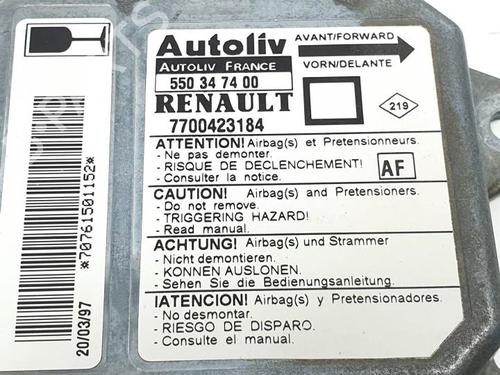 Autoliv
AVANT/FORWARD
AUTOLIV FRANCE
VORN/DELANTE
550 34 74 00
RENAULT
7700423184
219
ATTENTION! Airbag(s) et Pretensionneurs.
- Ne pas demonter.
- RISQUE DE DECLENCHEMENT!
- Consulter la notice.
AF
CAUTION! Airbag(s) and Pretensioners.
- Do not remove.
- TRIGGERING HAZARD!
- Read manual.
ACHTUNG! Airbag(s) und Strammer
- Nicht demontieren.
- KONNEN AUSLONEN.
- Sehen Sie die Bedienungsanleitung.
!ATENCION! Airbag(s) y Pretensionadores.
- No desmontar.
- RIESGO DE DISPARO.
- Consulte el manual.
*70761501152*
20/03/97